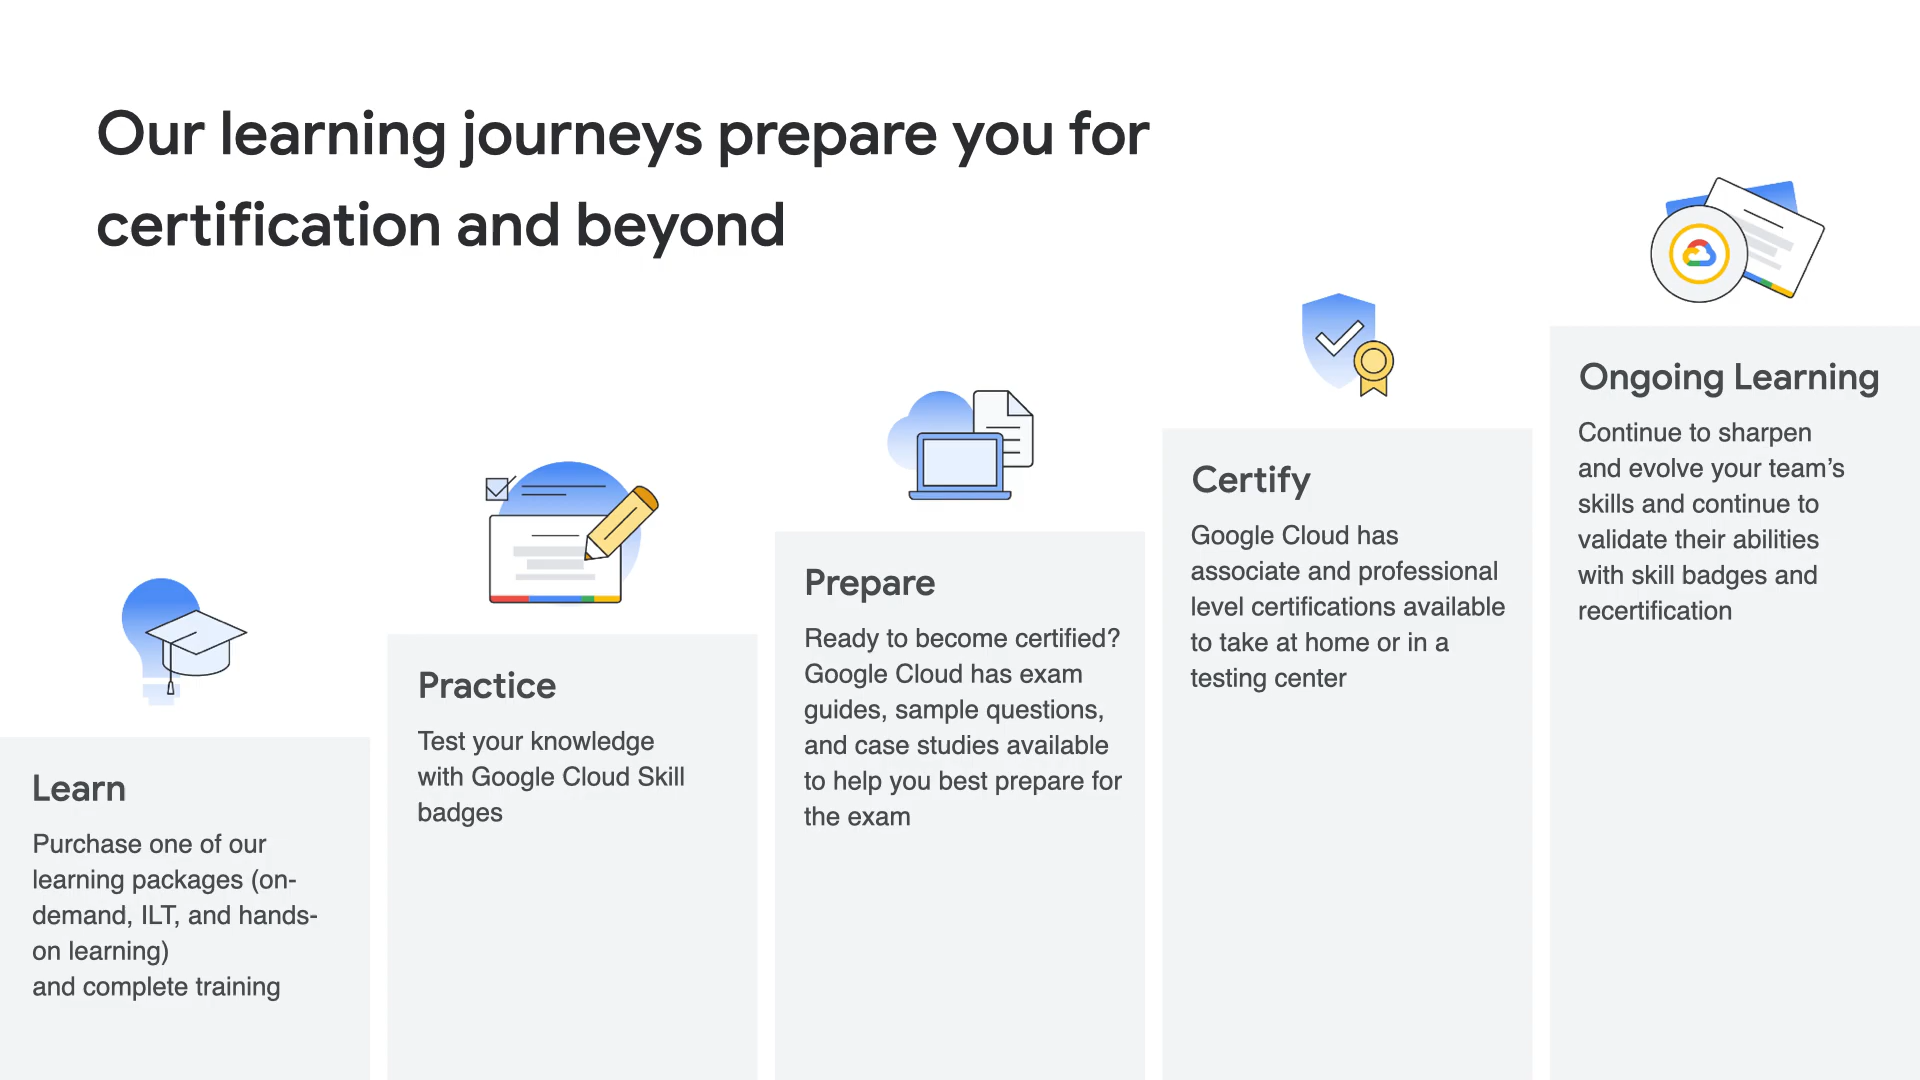 Our learning journeys prepare you for
certification and beyond
Learn
Purchase one of our
learning packages (on-
demand, ILT, and hands-
on learning)
and complete training
Practice
Test your knowledge
with Google Cloud Skill
badges
Prepare
Ready to become certified?
Google Cloud has exam
guides, sample questions,
and case studies available
to help you best prepare for
the exam
Certify
Google Cloud has
associate and professional
level certifications available
to take at home or in a
testing center
Ongoing Learning
Continue to sharpen
and evolve your team’s
skills and continue to
validate their abilities
with skill badges and
recertification